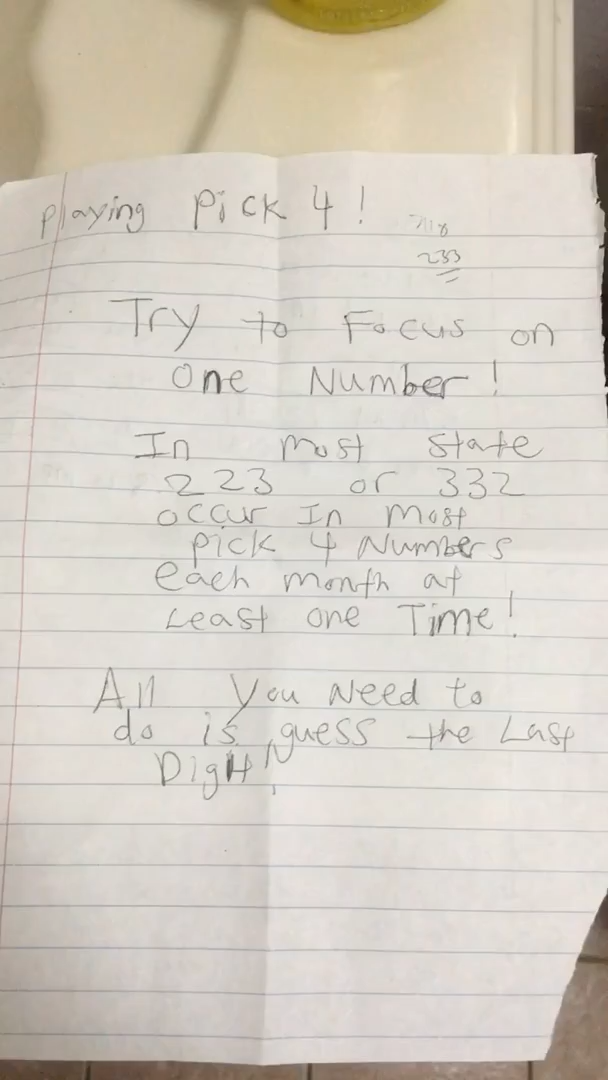 Playing Pick 4!
233
Try to Focus on
One Number!
In most state
223 or 332
occur In most
pick 4 Numbers
each month at
Least one Time!
All You Need to
do is guess the Last
Digit!